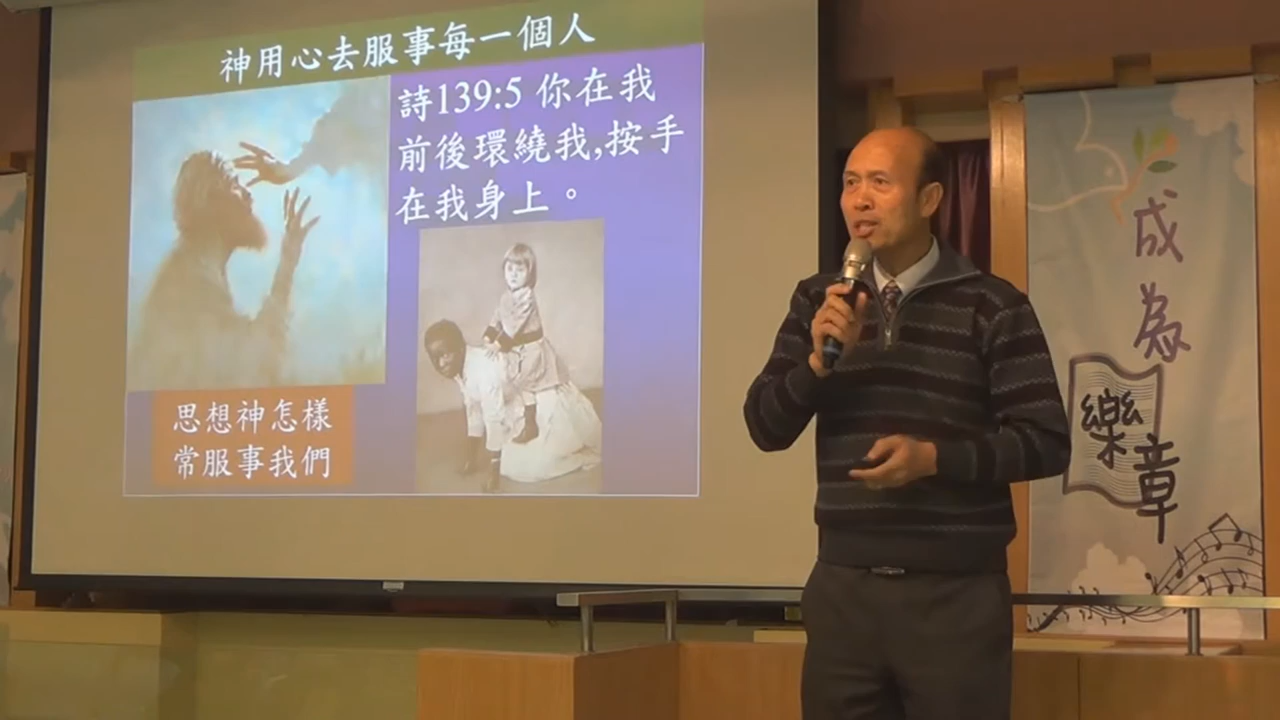 神用心去服事每一個人
詩139:5 你在我
前後環繞我,按手
在我身上。
思想神怎樣
常服事我們
成為
樂章